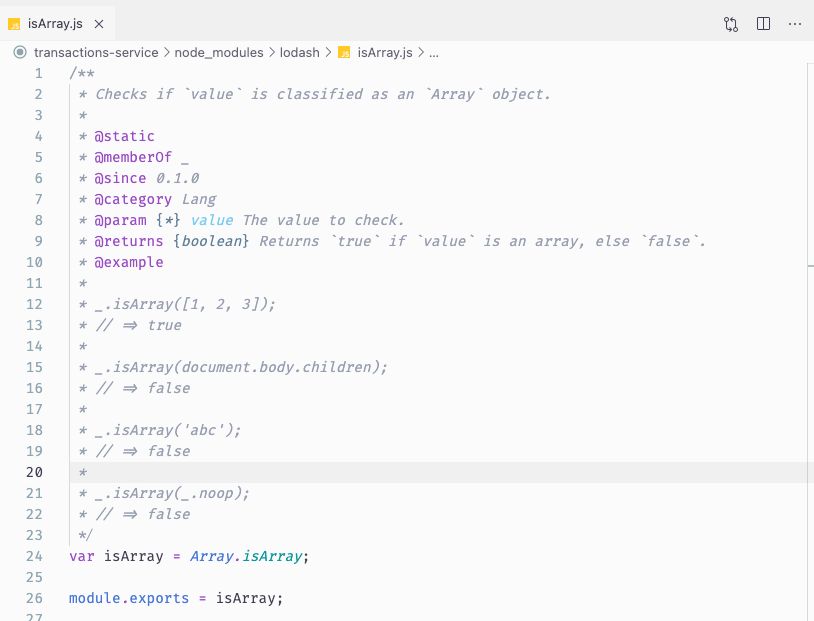 JS isArray.js ×
transactions-service > node_modules > lodash > JS isArray.js > ...
1 /**
2 * Checks if `value` is classified as an `Array` object.
3 *
4 * @static
5 * @memberOf _
6 * @since 0.1.0
7 * @category Lang
8 * @param {*} value The value to check.
9 * @returns {boolean} Returns `true` if `value` is an array, else `false`.
10 * @example
11 *
12 * _.isArray([1, 2, 3]);
13 * // => true
14 *
15 * _.isArray(document.body.children);
16 * // => false
17 *
18 * _.isArray('abc');
19 * // => false
20 *
21 * _.isArray(_.noop);
22 * // => false
23 */
24 var isArray = Array.isArray;
25
26 module.exports = isArray;
27